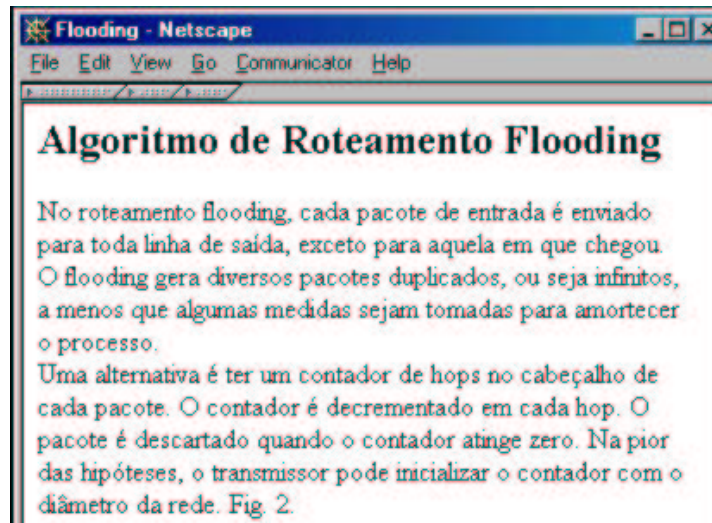 Flooding - Netscape
File Edit View Go Communicator Help
Algoritmo de Roteamento Flooding
No roteamento flooding, cada pacote de entrada é enviado
para toda linha de saída, exceto para aquela em que chegou.
O flooding gera diversos pacotes duplicados, ou seja infinitos,
a menos que algumas medidas sejam tomadas para amortecer
o processo.
Uma alternativa é ter um contador de hops no cabeçalho de
cada pacote. O contador é decrementado em cada hop. O
pacote é descartado quando o contador atinge zero. Na pior
das hipóteses, o transmissor pode inicializar o contador com o
diâmetro da rede. Fig. 2.